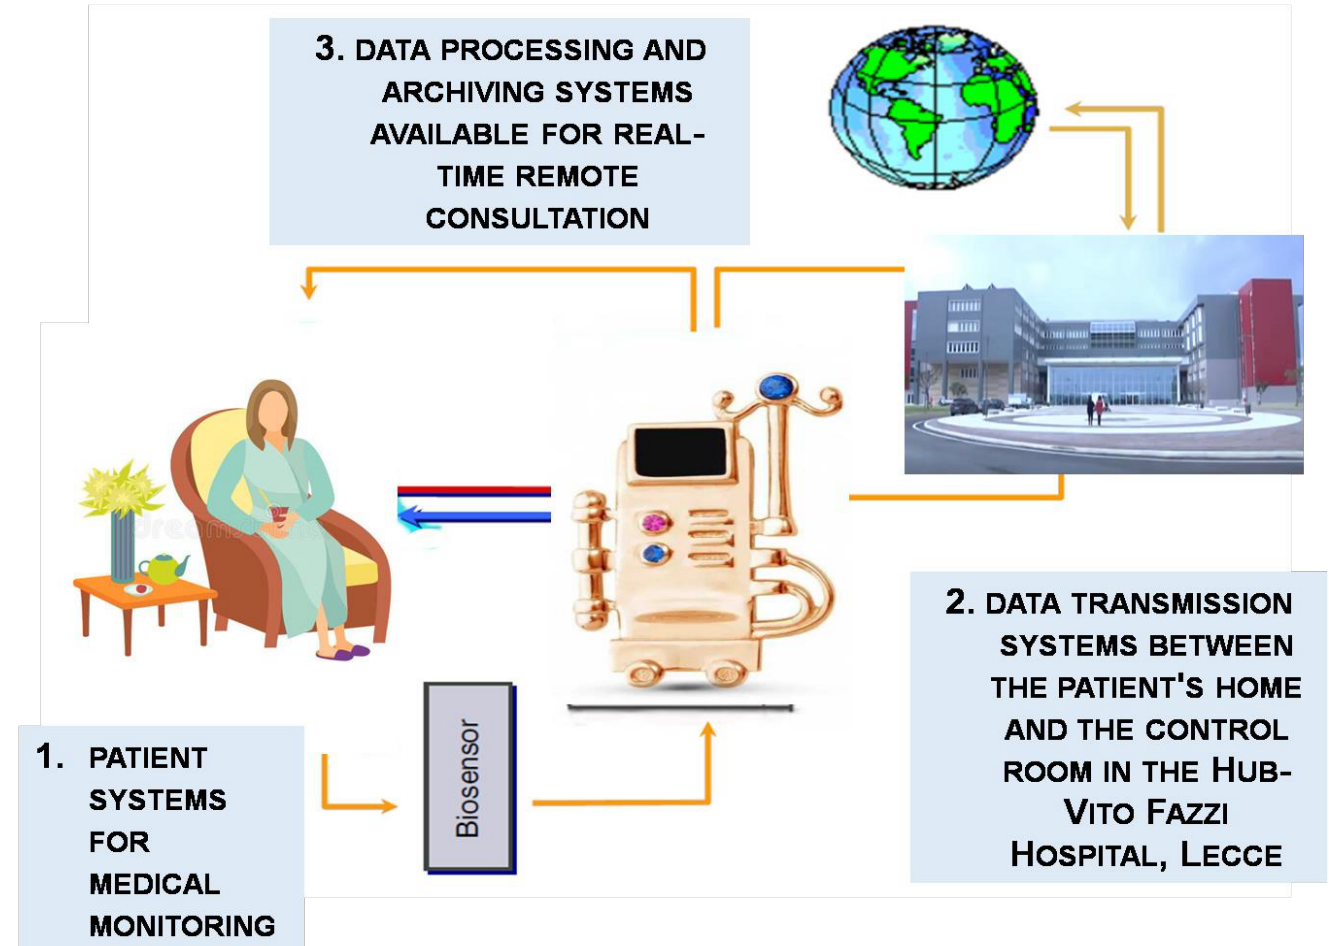 3. DATA PROCESSING AND
ARCHIVING SYSTEMS
AVAILABLE FOR REAL-
TIME REMOTE
CONSULTATION
2. DATA TRANSMISSION
SYSTEMS BETWEEN
THE PATIENT'S HOME
AND THE CONTROL
ROOM IN THE HUB-
VITO FAZZI
HOSPITAL, LECCE
Biosensor
1. PATIENT
SYSTEMS
FOR
MEDICAL
MONITORING